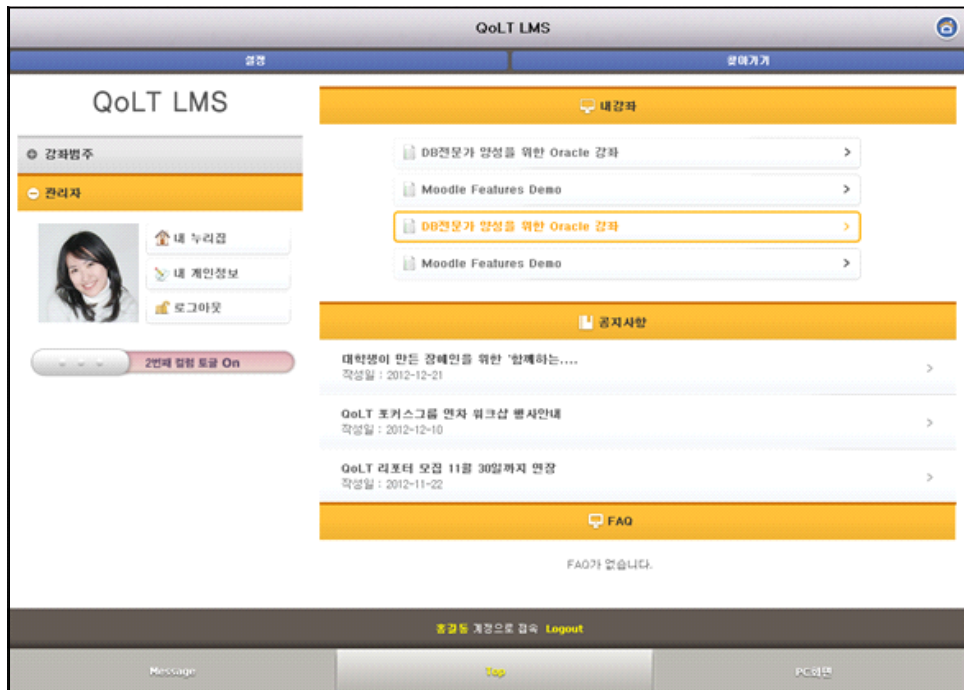 QoLT LMS
설정
찾아가기
QoLT LMS
강좌범주
관리자
내 누리집
내 개인정보
로그아웃
2번째 컬럼 토글 On
내강좌
DB전문가 양성을 위한 Oracle 강좌
Moodle Features Demo
DB전문가 양성을 위한 Oracle 강좌
Moodle Features Demo
공지사항
대학생이 만든 장애인을 위한 '함께하는....
작성일 : 2012-12-21
QoLT 포커스그룹 연차 워크샵 행사안내
작성일 : 2012-12-10
QoLT 리포터 모집 11월 30일까지 연장
작성일 : 2012-11-22
FAQ
FAQ가 없습니다.
홍길동 계정으로 접속 Logout
Message
Top
PC화면